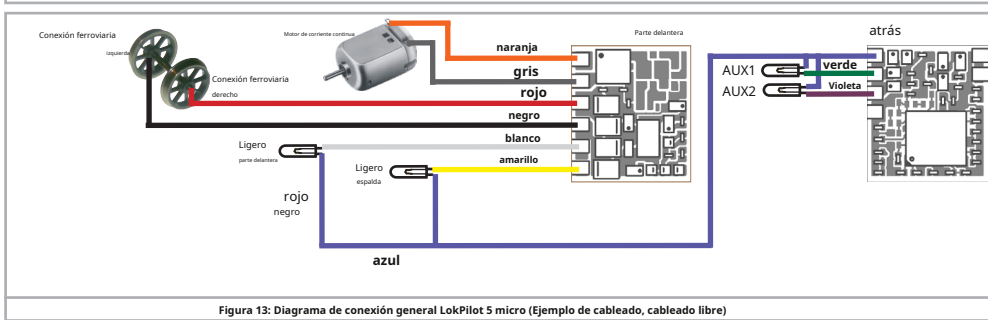 Conexión ferroviaria
izquierda
Conexión ferroviaria
derecho
Motor de corriente continua
naranja
gris
rojo
negro
blanco
amarillo
Parte delantera
Ligero
parte delantera
Ligero
espalda
rojo
negro
azul
atrás
AUX1
verde
AUX2
Violeta
Figura 13: Diagrama de conexión general LokPilot 5 micro (Ejemplo de cableado, cableado libre)